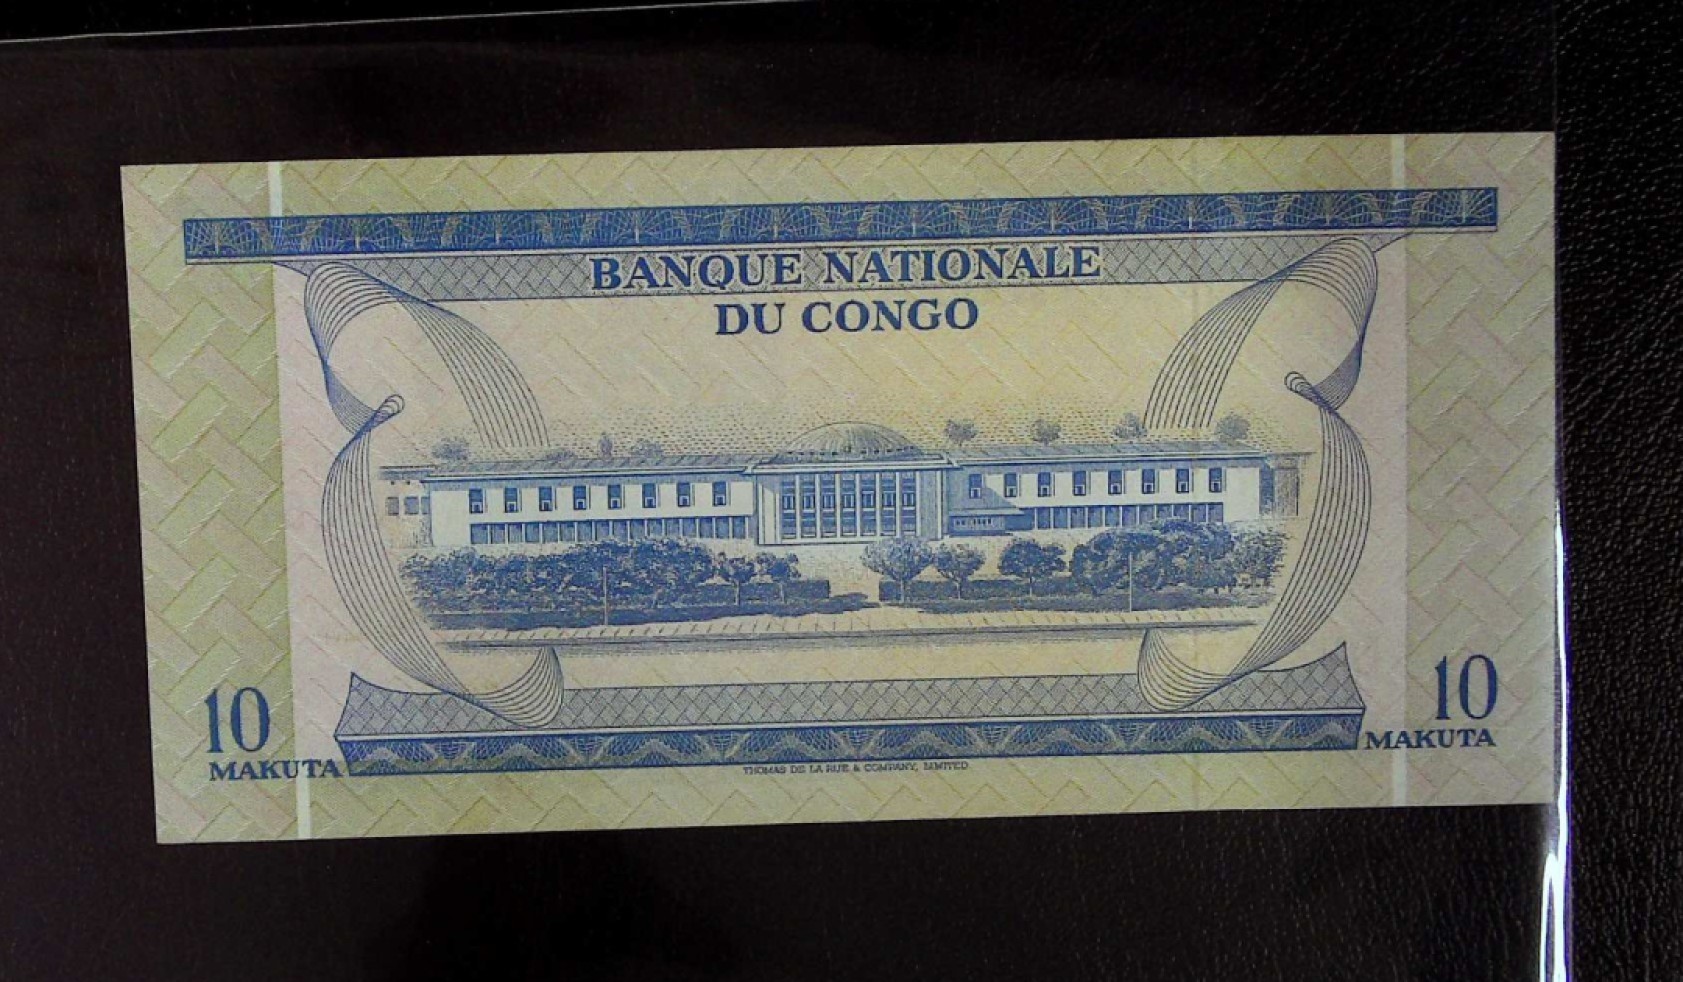 BANQUE NATIONALE
DU CONGO
10
MAKUTA
10
MAKUTA
THOMAS DE LA RUE & COMPANY, LIMITED